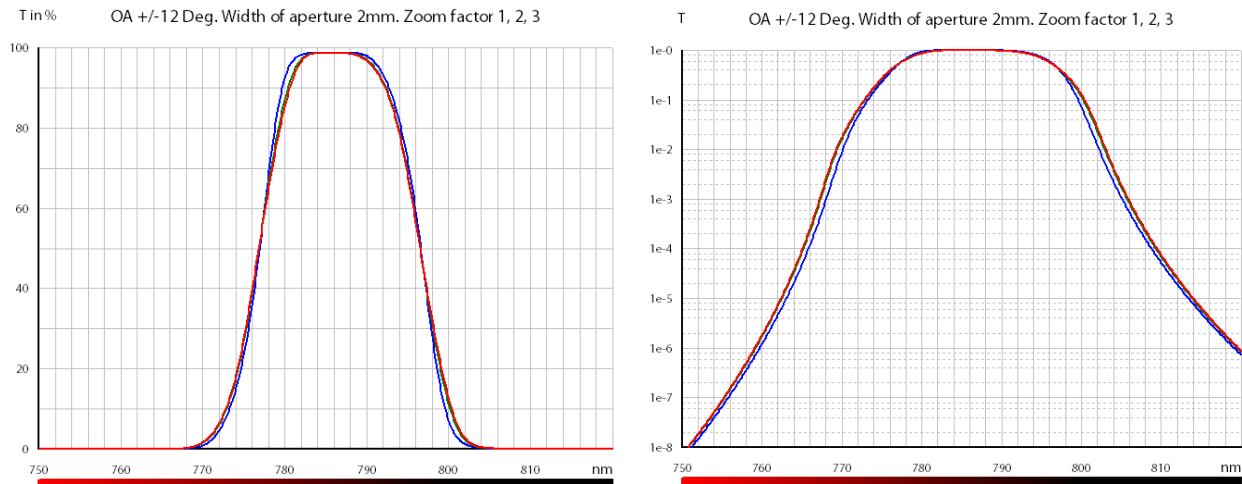 T in %
OA +/-12 Deg. Width of aperture 2mm. Zoom factor 1, 2, 3
100
80
60
40
20
0
750 760 770 780 790 800 810 nm
T
OA +/-12 Deg. Width of aperture 2mm. Zoom factor 1, 2, 3
1e-0
1e-1
1e-2
1e-3
1e-4
1e-5
1e-6
1e-7
1e-8
750 760 770 780 790 800 810 nm